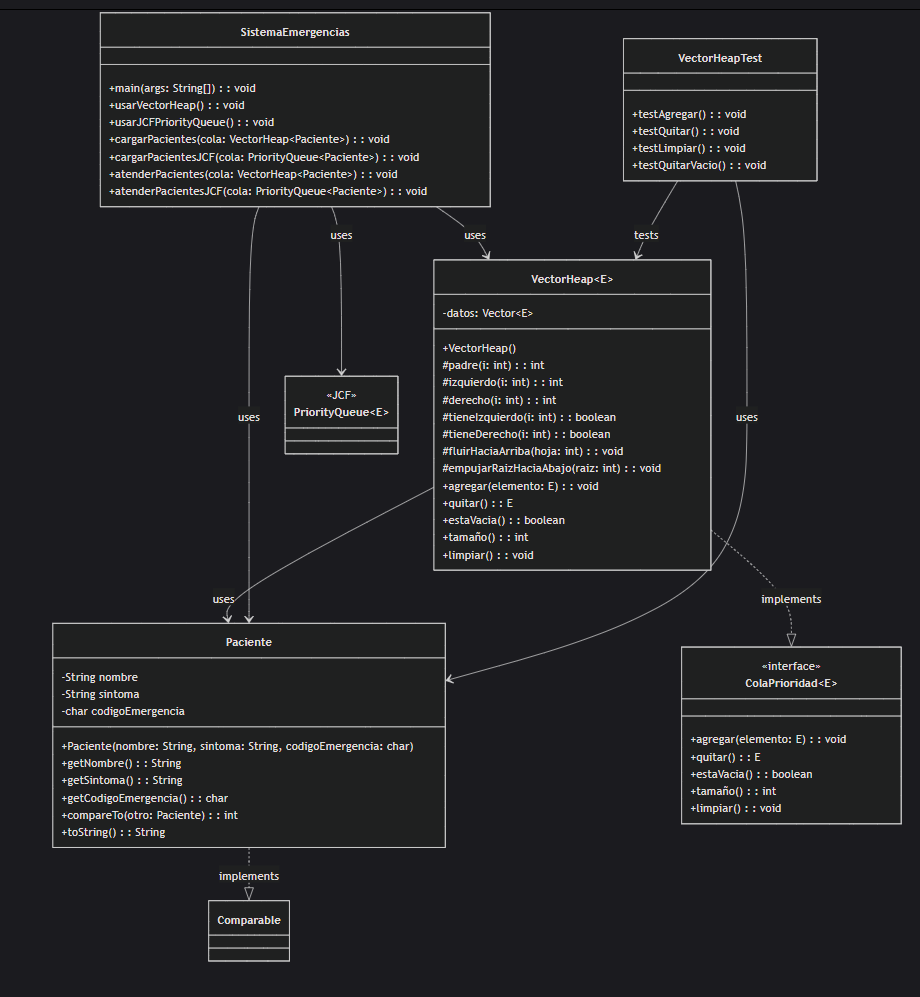 SistemaEmergencias
+main(args: String[]) : : void
+usarVectorHeap() : : void
+usarJCFPriorityQueue() : : void
+cargarPacientes(cola: VectorHeap<Paciente>) : : void
+cargarPacientesJCF(cola: PriorityQueue<Paciente>) : : void
+atenderPacientes(cola: VectorHeap<Paciente>) : : void
+atenderPacientesJCF(cola: PriorityQueue<Paciente>) : : void
VectorHeapTest
+testAgregar() : : void
+testQuitar() : : void
+testLimpiar() : : void
+testQuitarVacio() : : void
uses
uses
tests
VectorHeap<E>
-datos: Vector<E>
+VectorHeap()
#padre(i: int) : : int
#izquierdo(i: int) : : int
#derecho(i: int) : : int
#tieneIzquierdo(i: int) : : boolean
#tieneDerecho(i: int) : : boolean
#fluirHaciaArriba(hoja: int) : : void
#empujarRaizHaciaAbajo(raiz: int) : : void
+agregar(elemento: E) : : void
+quitar() : : E
+estaVacia() : : boolean
+tamaño() : : int
+limpiar() : : void
«JCF»
PriorityQueue<E>
uses
uses
uses
implements
Paciente
-String nombre
-String sintoma
-char codigoEmergencia
+Paciente(nombre: String, sintoma: String, codigoEmergencia: char)
+getNombre() : : String
+getSintoma() : : String
+getCodigoEmergencia() : : char
+compareTo(otro: Paciente) : : int
+toString() : : String
«interface»
ColaPrioridad<E>
+agregar(elemento: E) : : void
+quitar() : : E
+estaVacia() : : boolean
+tamaño() : : int
+limpiar() : : void
implements
Comparable